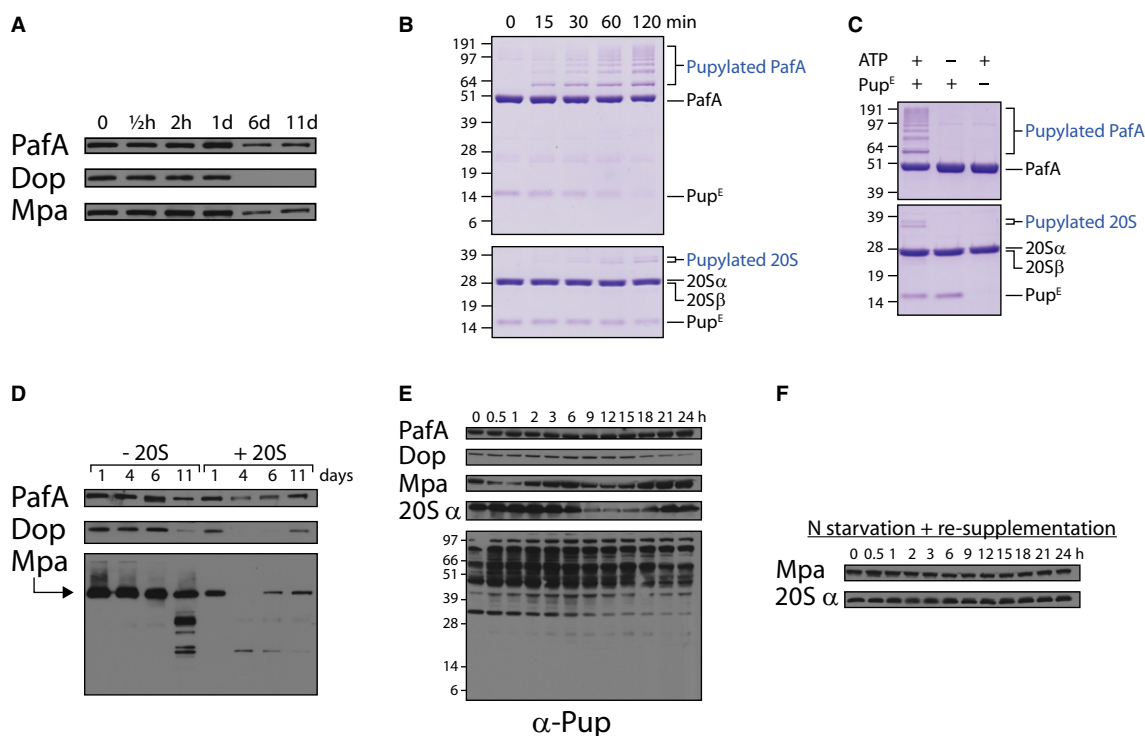 A
0 ½h 2h 1d 6d 11d
PafA
Dop
Mpa
B
0 15 30 60 120 min
191
97
64
51
39
28
19
14
6
Pupylated PafA
PafA
Pupᴱ
39
28
19
14
Pupylated 20S
20Sα
20Sβ
Pupᴱ
C
ATP + − +
Pupᴱ + + −
191
97
64
51
39
Pupylated PafA
PafA
39
28
19
14
Pupylated 20S
20Sα
20Sβ
Pupᴱ
D
- 20S + 20S
1 4 6 11 1 4 6 11 days
PafA
Dop
Mpa
E
0 0.5 1 2 3 6 9 12 15 18 21 24 h
PafA
Dop
Mpa
20S α
97
66
51
39
28
14
6
α-Pup
F
N starvation + re-supplementation
0 0.5 1 2 3 6 9 12 15 18 21 24 h
Mpa
20S α